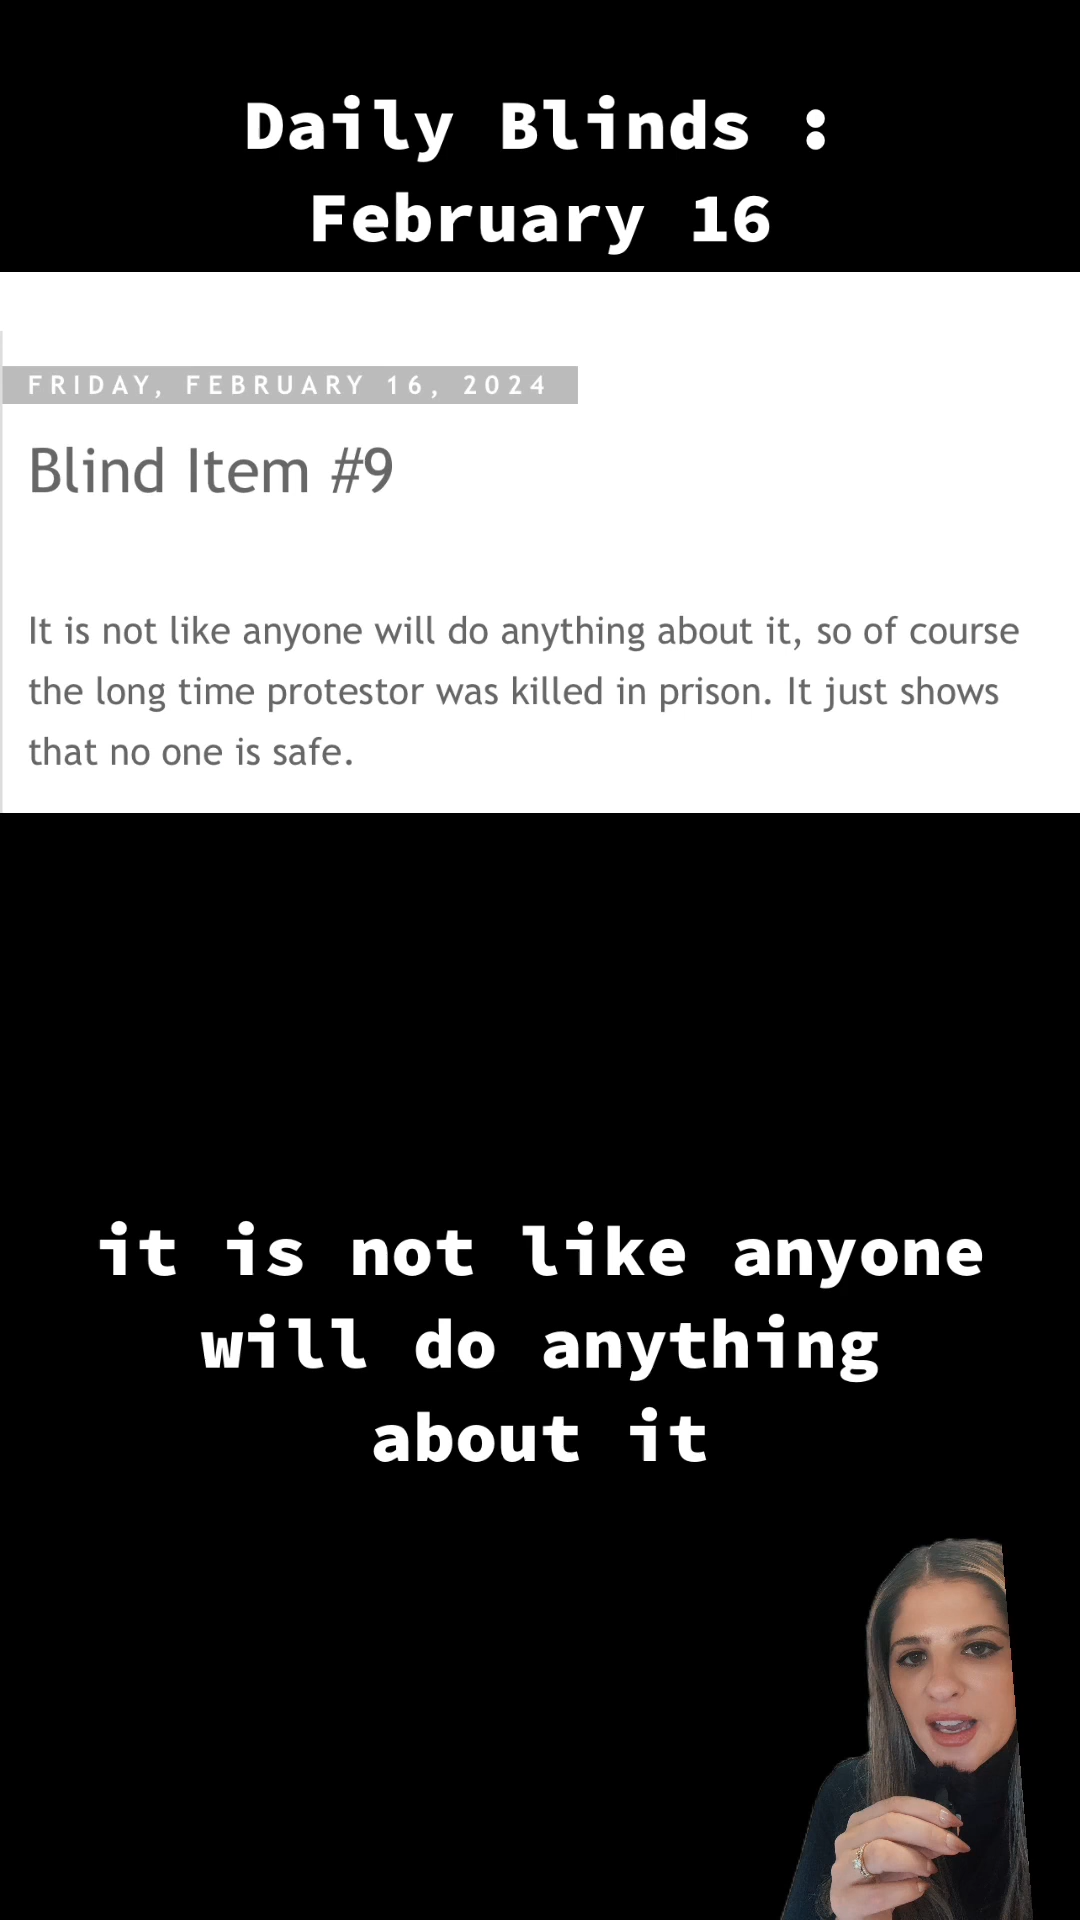 Daily Blinds :
February 16
FRIDAY, FEBRUARY 16, 2024
Blind Item #9
It is not like anyone will do anything about it, so of course
the long time protestor was killed in prison. It just shows
that no one is safe.
it is not like anyone
will do anything
about it